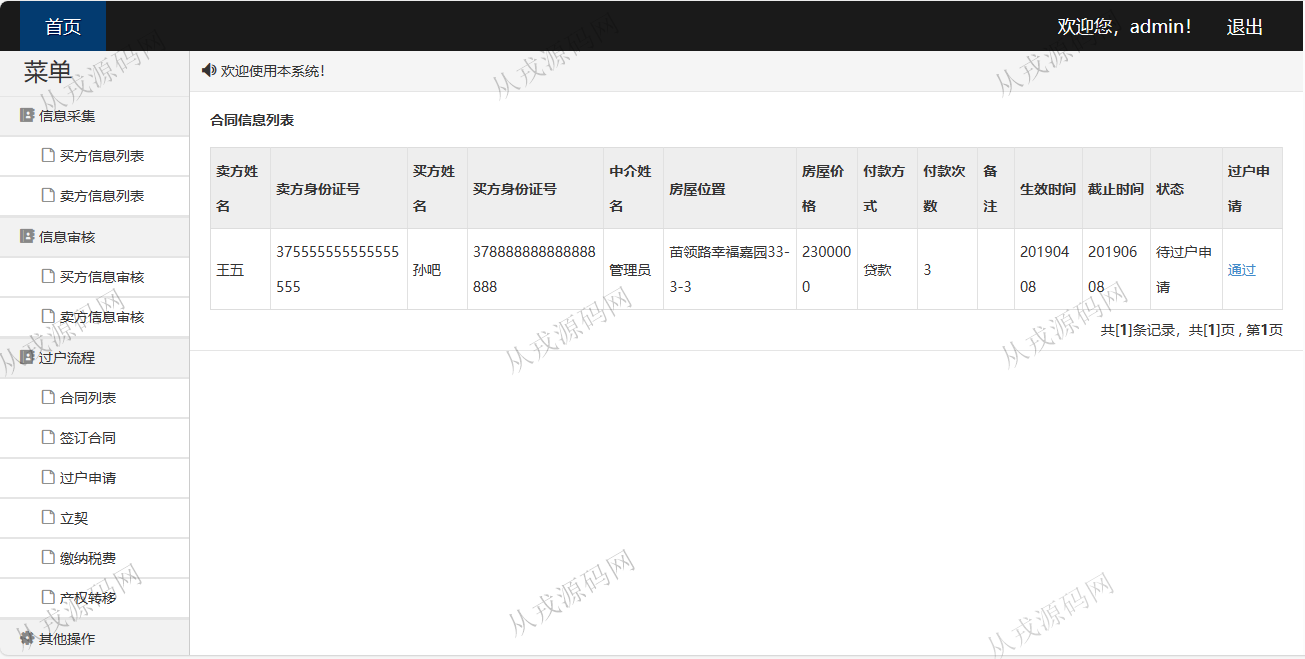 首页
欢迎您，admin！
退出
菜单
信息采集
买方信息列表
卖方信息列表
信息审核
买方信息审核
卖方信息审核
过户流程
合同列表
签订合同
过户申请
立契
缴纳税费
产权转移
其他操作
欢迎使用本系统！
合同信息列表
卖方姓名 卖方身份证号 买方姓名 买方身份证号 中介姓名 房屋位置 房屋价格 付款方式 付款次数 备注 生效时间 截止时间 状态 过户申请
王五 375555555555555555 孙吧 378888888888888888 管理员 苗领路幸福嘉园33-3-3 2300000 贷款 3 20190408 20190608 待过户申请 通过
共[1]条记录，共[1]页 , 第1页
从戎源码网
从戎源码网
从戎源码网
从戎源码网
从戎源码网
从戎源码网
从戎源码网
从戎源码网
从戎源码网